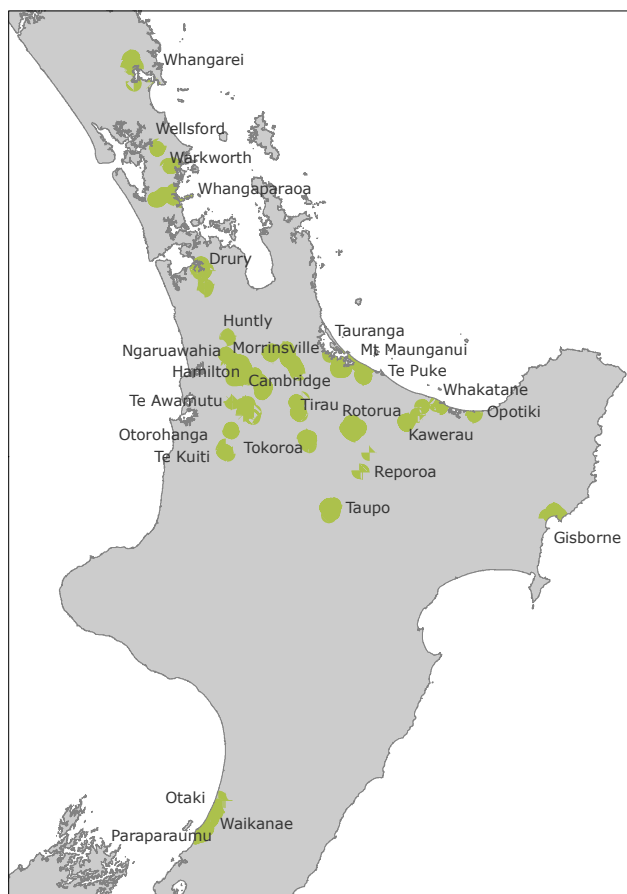 Whangarei
Wellsford
Warkworth
Whangaparaoa
Drury
Huntly
Tauranga
Ngaruawahia
Morrinsville
Mt Maunganui
Hamilton
Te Puke
Cambridge
Whakatane
Te Awamutu
Tirau
Rotorua
Opotiki
Otorohanga
Kawerau
Tokoroa
Te Kuiti
Reporoa
Taupo
Gisborne
Otaki
Waikanae
Paraparaumu